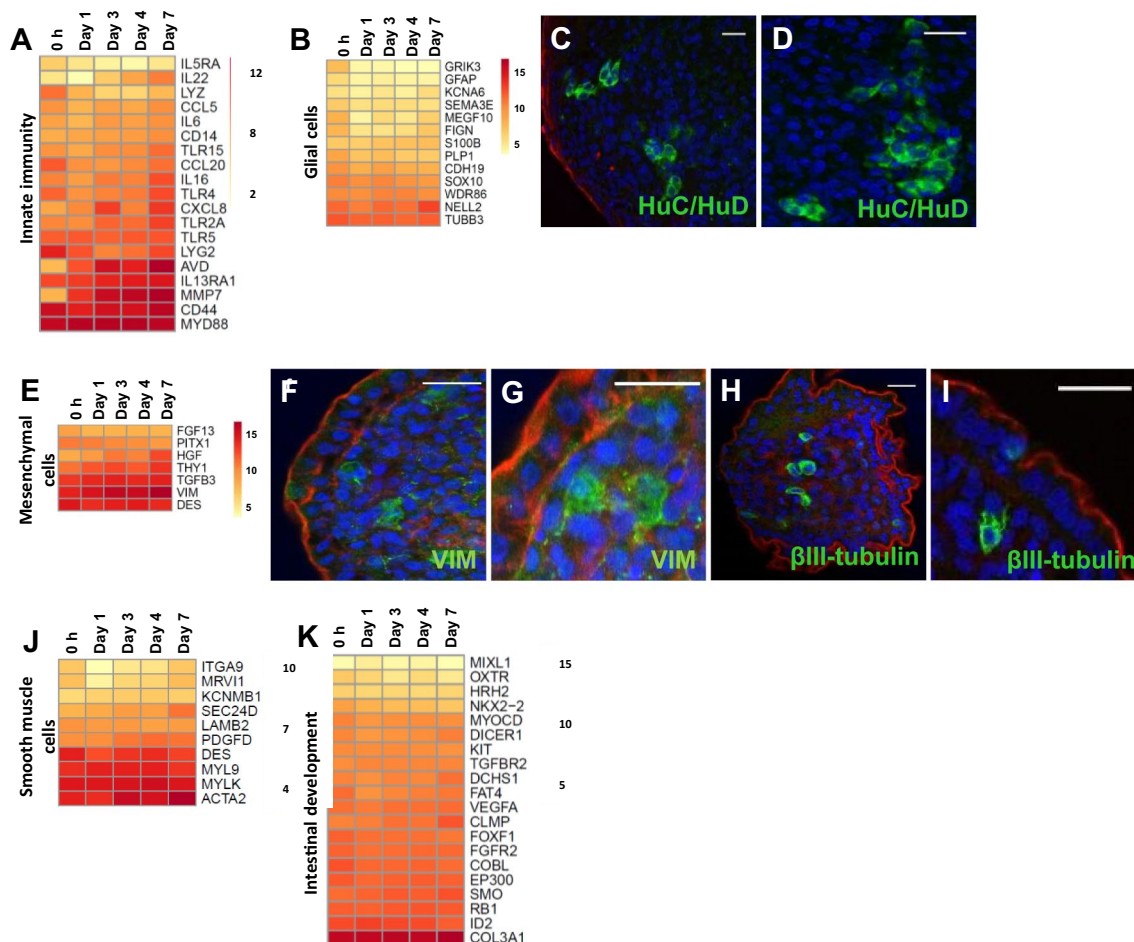 A
0 h
Day 1
Day 3
Day 4
Day 7
Innate immunity
IL5RA
IL22
LYZ
CCL5
IL6
CD14
TLR15
CCL20
IL16
TLR4
CXCL8
TLR2A
TLR5
LYG2
AVD
IL13RA1
MMP7
CD44
MYD88
12
8
2
B
0 h
Day 1
Day 3
Day 4
Day 7
Glial cells
GRIK3
GFAP
KCNA6
SEMA3E
MEGF10
FIGN
S100B
PLP1
CDH19
SOX10
WDR86
NELL2
TUBB3
15
10
5
C
HuC/HuD
D
HuC/HuD
E
0 h
Day 1
Day 3
Day 4
Day 7
Mesenchymal
cells
FGF13
PITX1
HGF
THY1
TGFB3
VIM
DES
15
10
5
F
VIM
G
VIM
H
βIII-tubulin
I
βIII-tubulin
J
0 h
Day 1
Day 3
Day 4
Day 7
Smooth muscle
cells
ITGA9
MRVI1
KCNMB1
SEC24D
LAMB2
PDGFD
DES
MYL9
MYLK
ACTA2
10
7
4
K
0 h
Day 1
Day 3
Day 4
Day 7
Intestinal development
MIXL1
OXTR
HRH2
NKX2−2
MYOCD
DICER1
KIT
TGFBR2
DCHS1
FAT4
VEGFA
CLMP
FOXF1
FGFR2
COBL
EP300
SMO
RB1
ID2
COL3A1
15
10
5